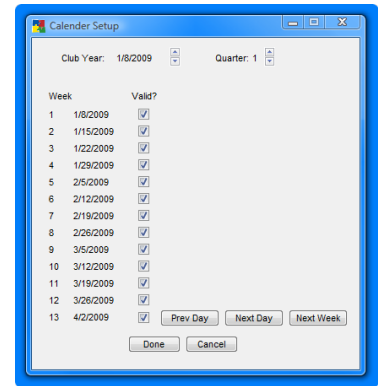 Calender Setup
Club Year: 1/8/2009 Quarter: 1
Week Valid?
1 1/8/2009
2 1/15/2009
3 1/22/2009
4 1/29/2009
5 2/5/2009
6 2/12/2009
7 2/19/2009
8 2/26/2009
9 3/5/2009
10 3/12/2009
11 3/19/2009
12 3/26/2009
13 4/2/2009 Prev Day Next Day Next Week
Done Cancel